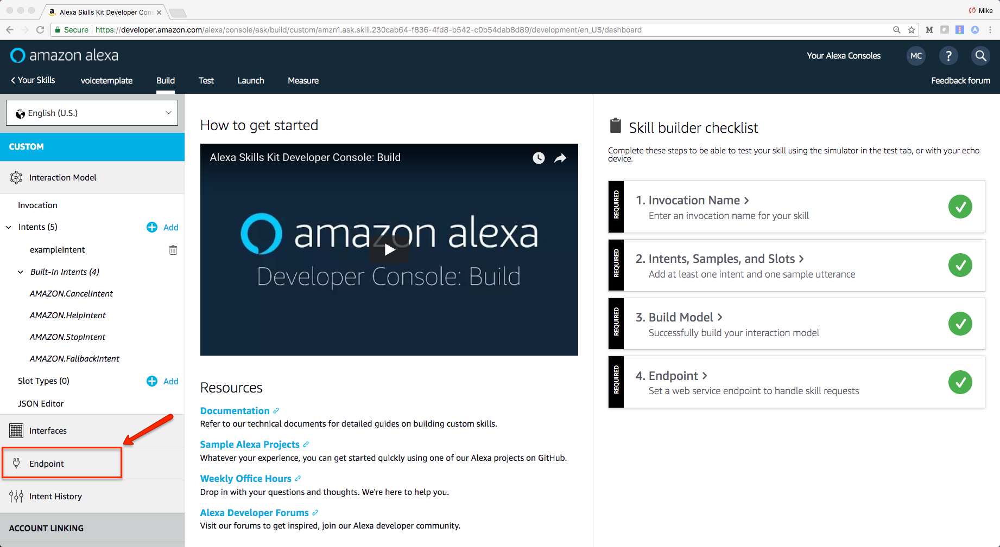 Alexa Skills Kit Developer Cons
Mike
Secure
https://developer.amazon.com/alexa/console/ask/build/custom/amzn1.ask.skill.230cab64-f836-4fd8-b542-c0b54dab8d89/development/en_US/dashboard
M
amazon alexa
Your Alexa Consoles
MC
?
Your Skills
voicetemplate
Build
Test
Launch
Measure
Feedback forum
English (U.S.)
CUSTOM
Interaction Model
Invocation
Intents (5)
Add
exampleIntent
Built-In Intents (4)
AMAZON.CancelIntent
AMAZON.HelpIntent
AMAZON.StopIntent
AMAZON.FallbackIntent
Slot Types (0)
Add
JSON Editor
Interfaces
Endpoint
Intent History
ACCOUNT LINKING
How to get started
Alexa Skills Kit Developer Console: Build
amazon alexa
Developer Console: Build
Resources
Documentation
Refer to our technical documents for detailed guides on building custom skills.
Sample Alexa Projects
Whatever your experience, you can get started quickly using one of our Alexa projects on GitHub.
Weekly Office Hours
Drop in with your questions and thoughts. We're here to help you.
Alexa Developer Forums
Visit our forums to get inspired, join our Alexa developer community.
Skill builder checklist
Complete these steps to be able to test your skill using the simulator in the test tab, or with your echo
device.
REQUIRED
1. Invocation Name
Enter an invocation name for your skill
REQUIRED
2. Intents, Samples, and Slots
Add at least one intent and one sample utterance
REQUIRED
3. Build Model
Successfully build your interaction model
REQUIRED
4. Endpoint
Set a web service endpoint to handle skill requests